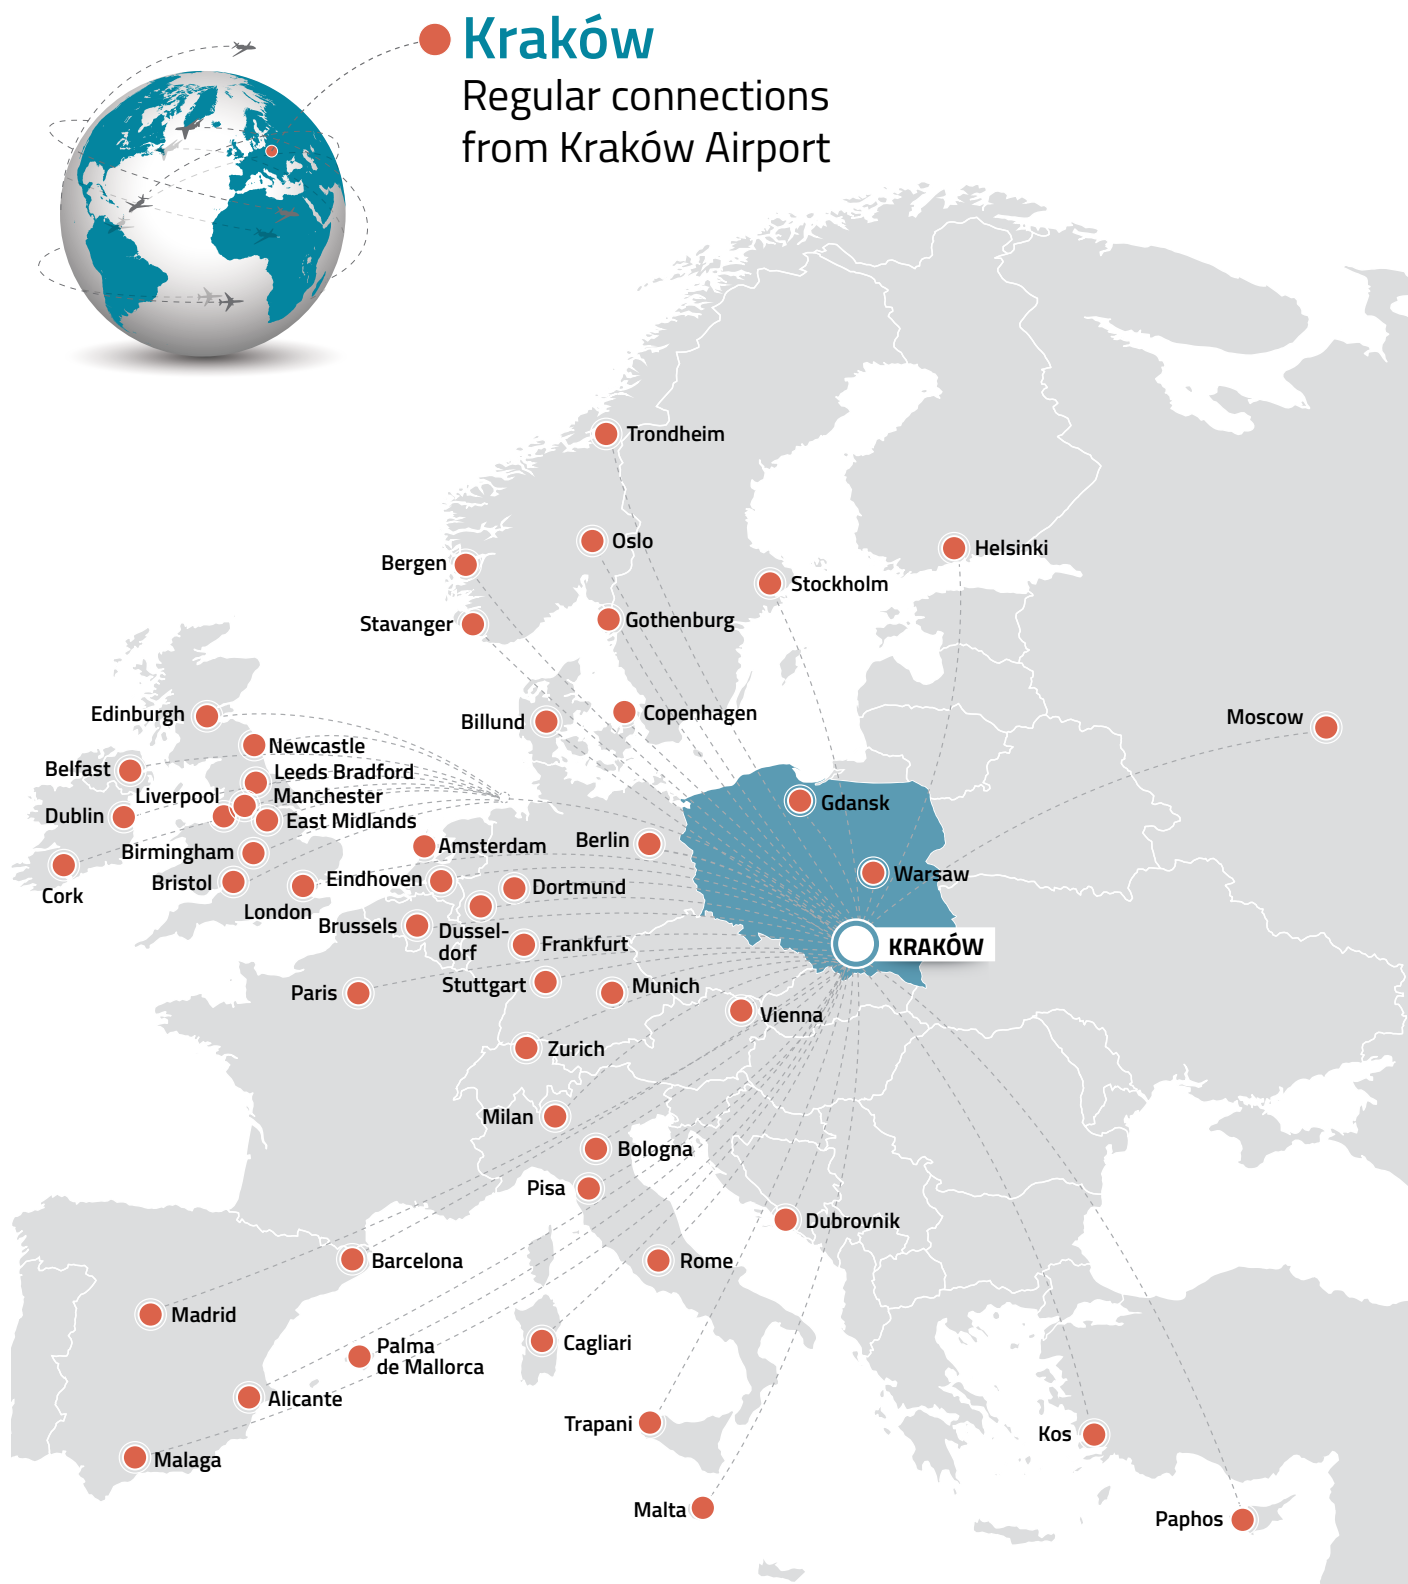 Kraków
Regular connections
from Kraków Airport
Trondheim
Oslo
Helsinki
Bergen
Stockholm
Stavanger
Gothenburg
Edinburgh
Billund
Copenhagen
Moscow
Newcastle
Belfast
Leeds Bradford
Liverpool
Manchester
Dublin
East Midlands
Gdansk
Berlin
Amsterdam
Birmingham
Warsaw
Eindhoven
Bristol
Dortmund
Cork
London
Brussels
Dussel-
dorf
Frankfurt
KRAKÓW
Stuttgart
Munich
Paris
Vienna
Zurich
Milan
Bologna
Pisa
Dubrovnik
Barcelona
Rome
Madrid
Cagliari
Palma
de Mallorca
Alicante
Trapani
Kos
Malaga
Malta
Paphos